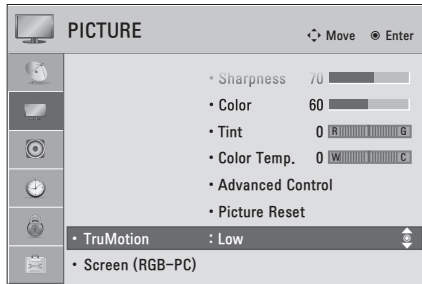 PICTURE Move Enter
• Sharpness 70
• Color 60
• Tint 0 R G
• Color Temp. 0 W C
• Advanced Control
• Picture Reset
• TruMotion : Low
• Screen (RGB-PC)